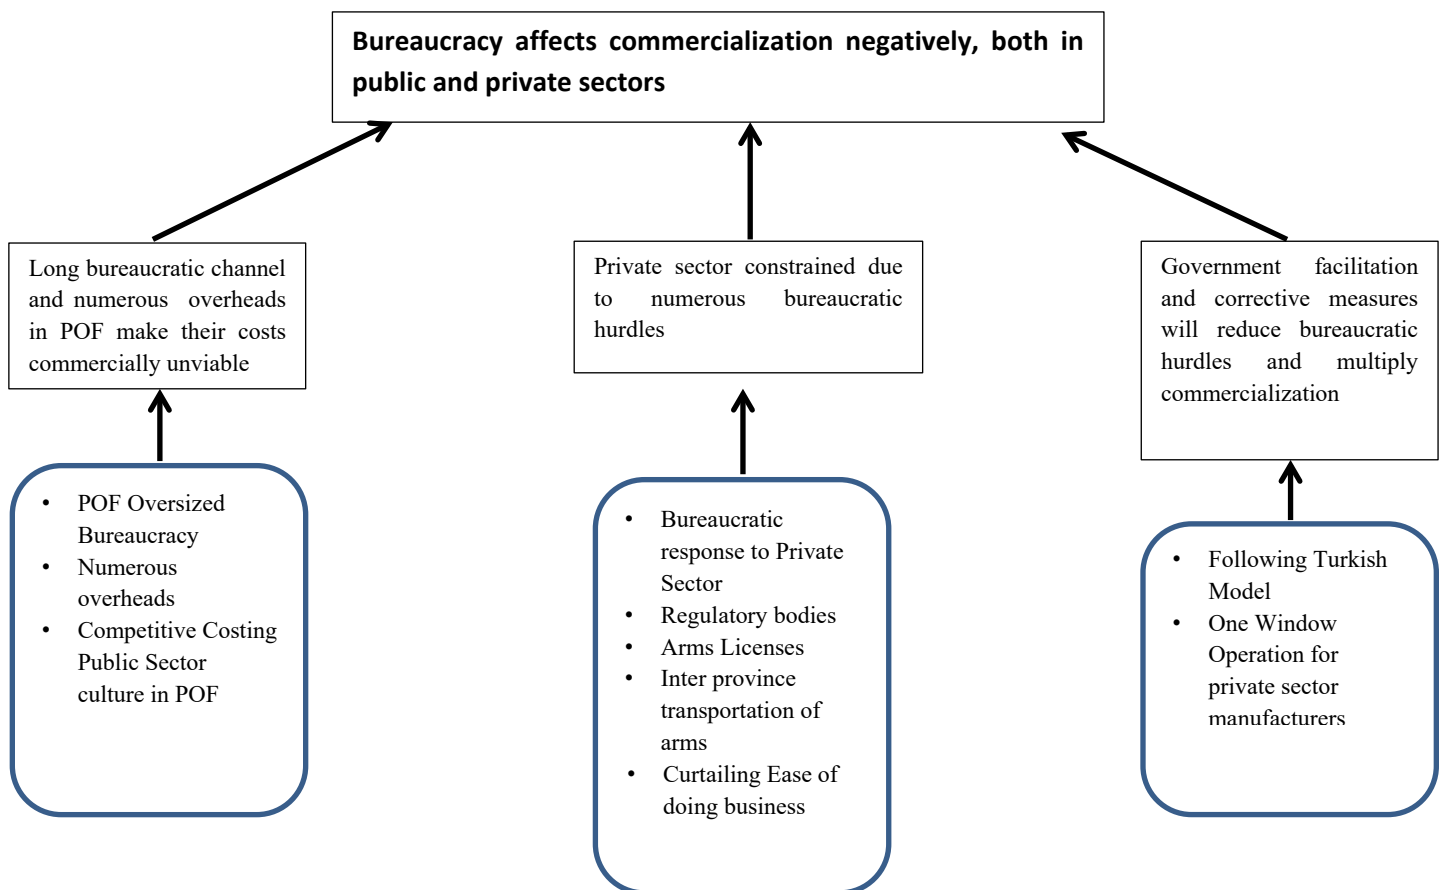 Bureaucracy affects commercialization negatively, both in
public and private sectors
Long bureaucratic channel
and numerous overheads
in POF make their costs
commercially unviable
Private sector constrained due
to numerous bureaucratic
hurdles
Government facilitation
and corrective measures
will reduce bureaucratic
hurdles and multiply
commercialization
• POF Oversized
Bureaucracy
• Numerous
overheads
• Competitive Costing
Public Sector
culture in POF
• Bureaucratic
response to Private
Sector
• Regulatory bodies
• Arms Licenses
• Inter province
transportation of
arms
• Curtailing Ease of
doing business
• Following Turkish
Model
• One Window
Operation for
private sector
manufacturers